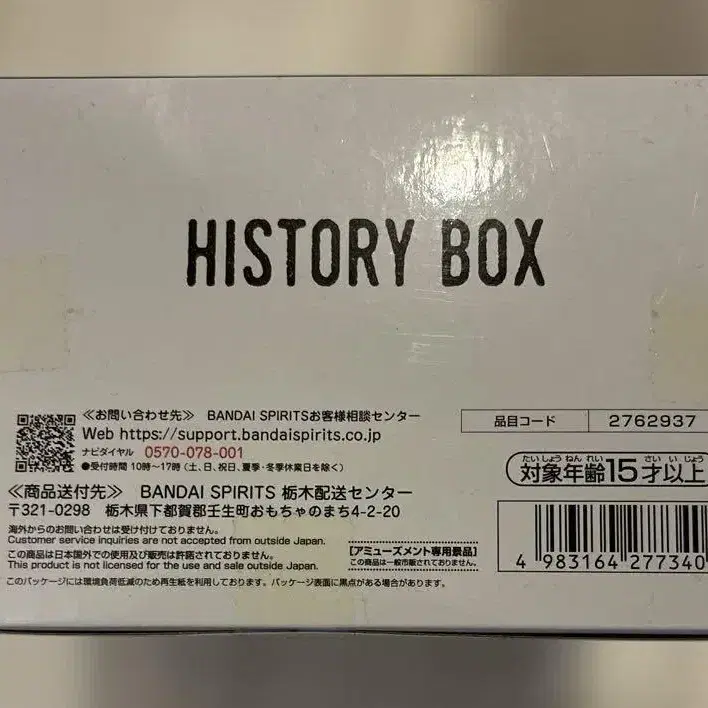 HISTORY BOX
≪お問い合わせ先≫ BANDAI SPIRITSお客様相談センター
Web https://support.bandaispirits.co.jp
ナビダイヤル 0570-078-001
●受付時間 10時〜17時(土、日、祝日、夏季・冬季休業日を除く)
≪商品送付先≫ BANDAI SPIRITS 栃木配送センター
〒321-0298 栃木県下都賀郡壬生町おもちゃのまち4-2-20
海外からのお問い合わせは受け付けておりません。
Customer service inquiries are not accepted from outside Japan.
この商品は日本国外での使用及び販売は許諾されておりません。
This product is not licensed for the use and sale outside Japan.
このパッケージには環境負荷低減のため再生紙を利用しております。パッケージ表面に黒点がある場合があります。
品目コード 2762937
たいしょうねんれい さいいじょう
対象年齢15才以上
[アミューズメント専用景品]
この商品は一般市販されておりません。
4 983164 277340